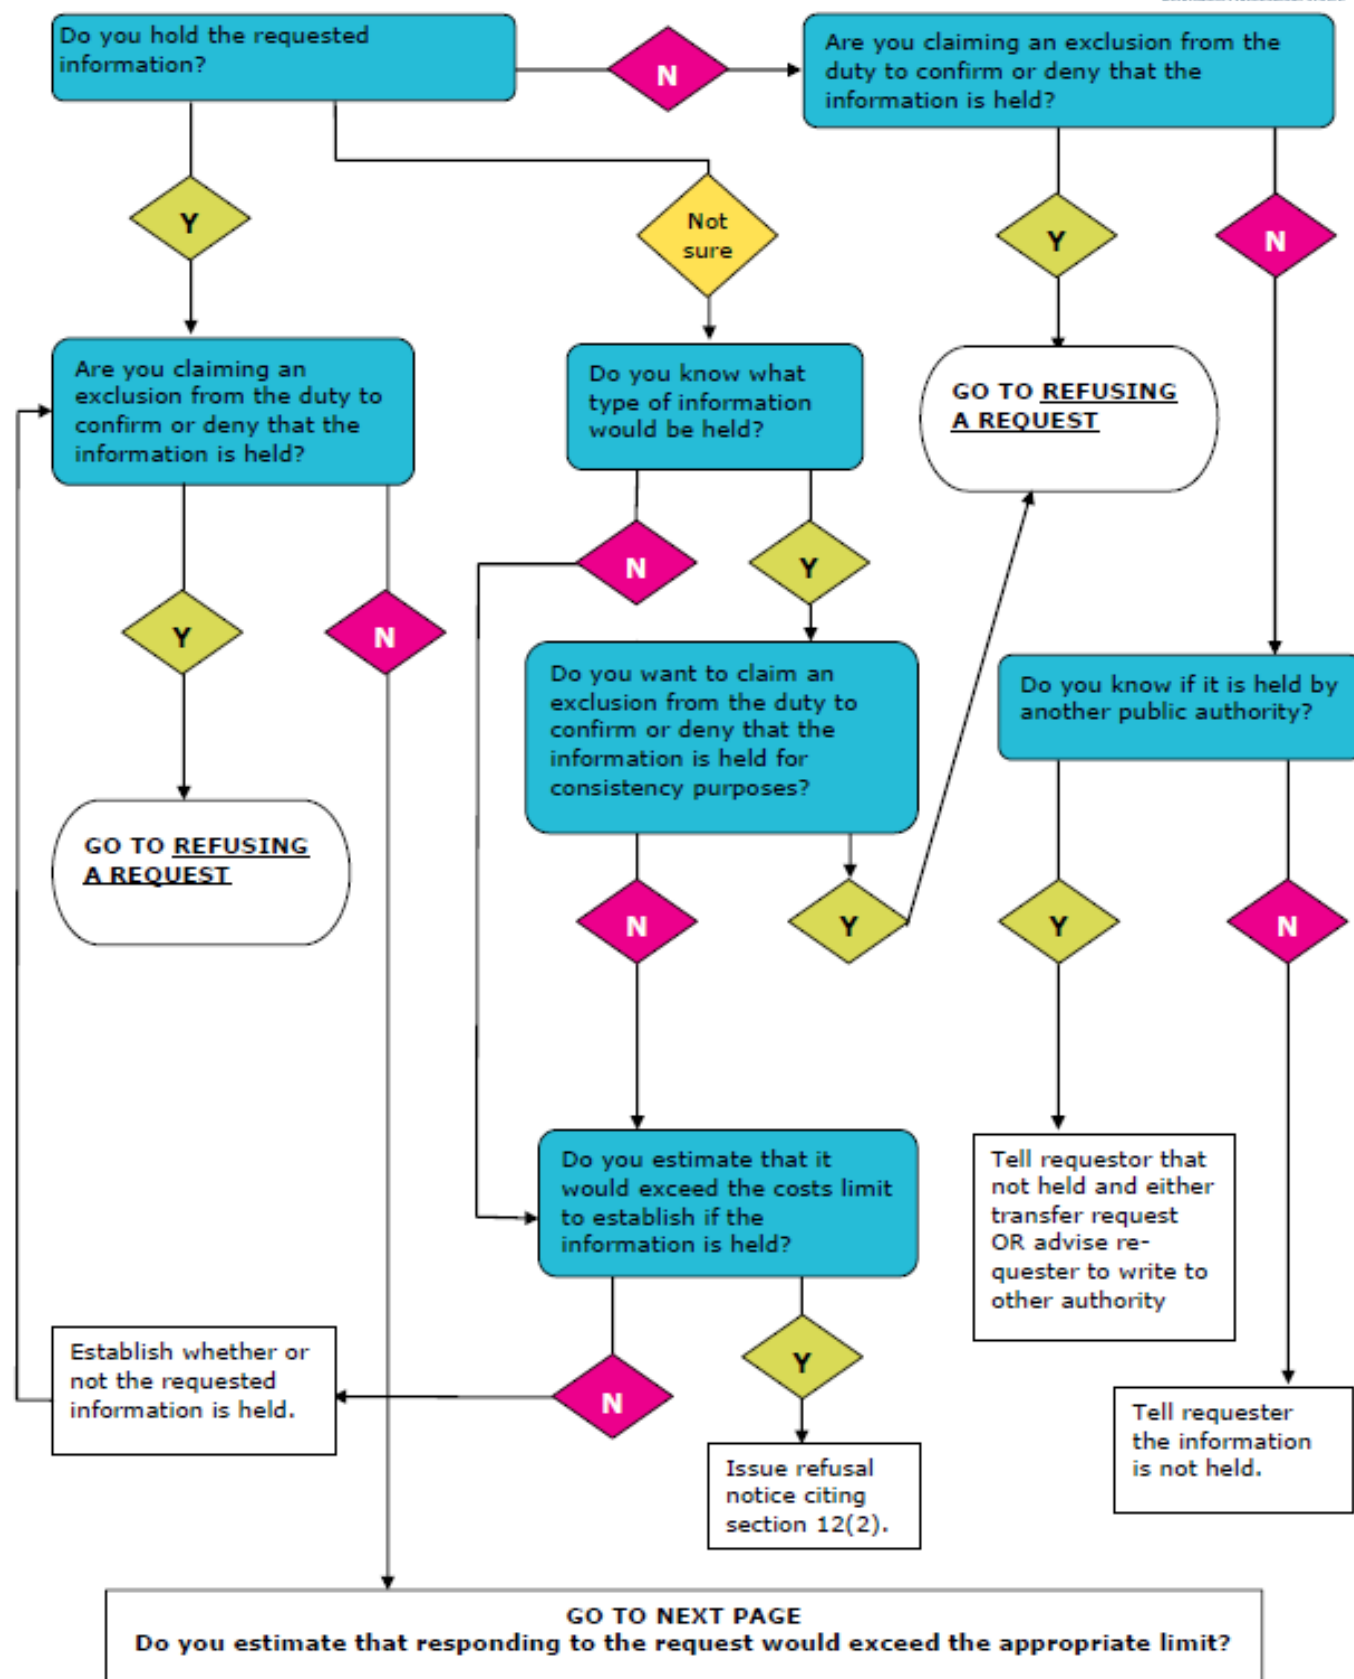 Do you hold the requested
information?
N
Are you claiming an exclusion from the
duty to confirm or deny that the
information is held?
Y
Not
sure
Y
N
Are you claiming an
exclusion from the duty to
confirm or deny that the
information is held?
Do you know what
type of information
would be held?
GO TO REFUSING
A REQUEST
N
Y
Y
N
Do you want to claim an
exclusion from the duty to
confirm or deny that the
information is held for
consistency purposes?
Do you know if it is held by
another public authority?
GO TO REFUSING
A REQUEST
N
Y
Y
N
Do you estimate that it
would exceed the costs limit
to establish if the
information is held?
Tell requestor that
not held and either
transfer request
OR advise re-
quester to write to
other authority
Establish whether or
not the requested
information is held.
N
Y
Issue refusal
notice citing
section 12(2).
Tell requester
the information
is not held.
GO TO NEXT PAGE
Do you estimate that responding to the request would exceed the appropriate limit?